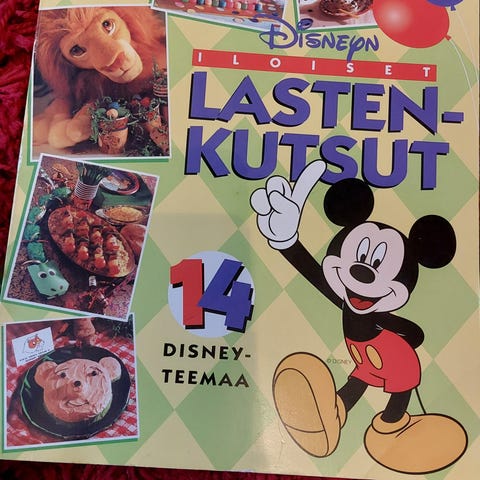 Disneyn
ILOISET
LASTEN-
KUTSUT
14
DISNEY-
TEEMAA
© DISNEY